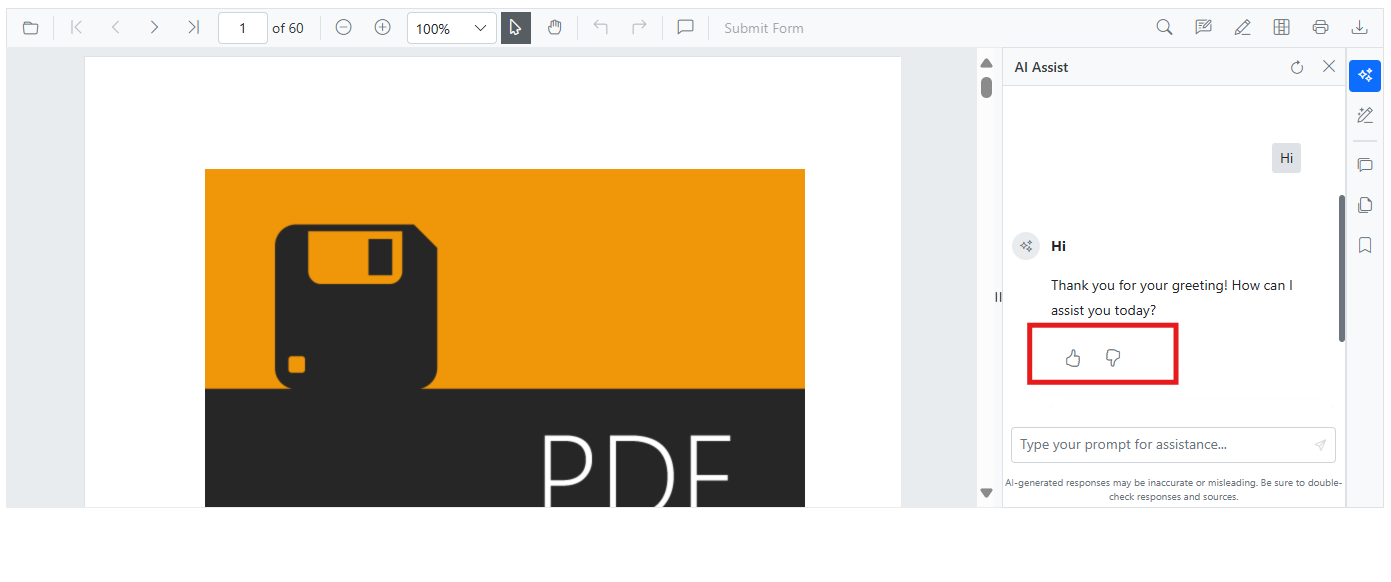 1 of 60
100%
Submit Form
AI Assist
Hi
Hi
Thank you for your greeting! How can I
assist you today?
Type your prompt for assistance...
AI-generated responses may be inaccurate or misleading. Be sure to double-
check responses and sources.
PDF